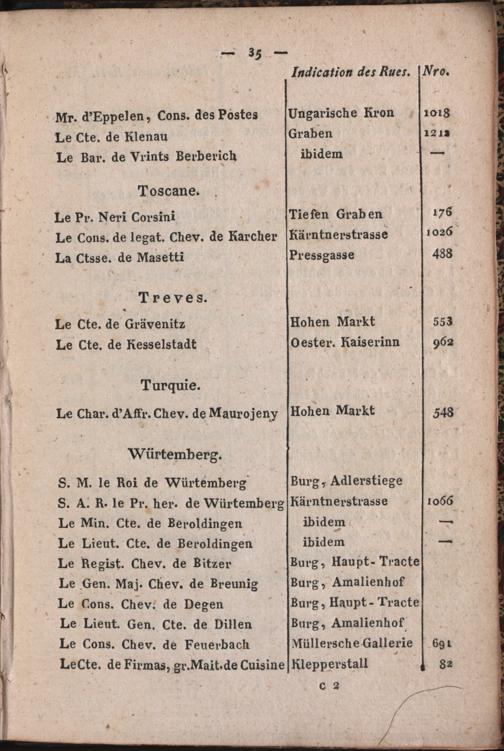 — 35 —
Indication des Rues. Nro.
Mr. d'Eppelen, Cons. des Postes Ungarische Kron 1018
Le Cte. de Klenau Graben 1212
Le Bar. de Vrints Berberich ibidem —
Toscane.
Le Pr. Neri Corsini Tiefen Graben 176
Le Cons. de legat. Chev. de Karcher Kärntnerstrasse 1026
La Ctsse. de Masetti Pressgasse 488
Treves.
Le Cte. de Grävenitz Hohen Markt 553
Le Cte. de Kesselstadt Oester. Kaiserinn 962
Turquie.
Le Char. d'Affr. Chev. de Maurojeny Hohen Markt 548
Würtemberg.
S. M. le Roi de Würtemberg Burg, Adlerstiege
S. A. R. le Pr. her. de Würtemberg Kärntnerstrasse 1066
Le Min. Cte. de Beroldingen ibidem —
Le Lieut. Cte. de Beroldingen ibidem —
Le Regist. Chev. de Bitzer Burg, Haupt-Tracte
Le Gen. Maj. Chev. de Breunig Burg, Amalienhof
Le Cons. Chev. de Degen Burg, Haupt-Tracte
Le Lieut. Gen. Cte. de Dillen Burg, Amalienhof
Le Cons. Chev. de Feuerbach Müllersche Gallerie 691
Le Cte. de Firmas, gr. Mait. de Cuisine Klepperstall 82
C 2